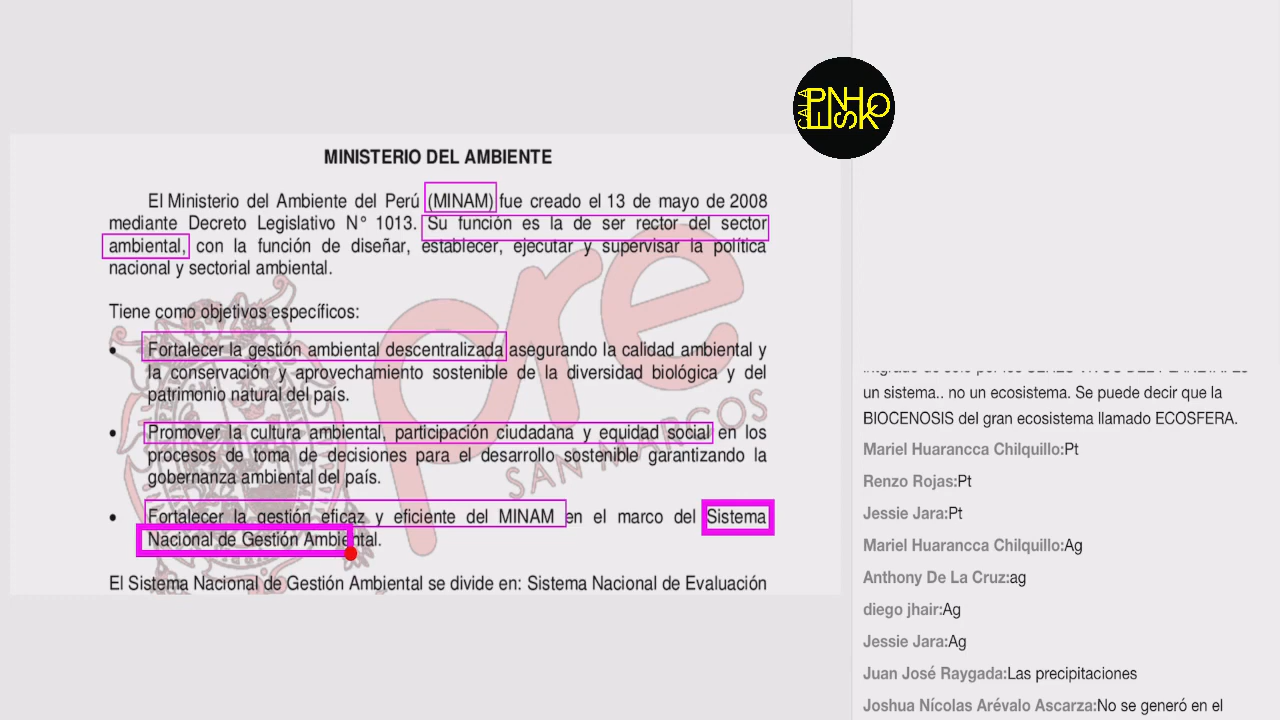 CALA
PENHOESK
MINISTERIO DEL AMBIENTE
El Ministerio del Ambiente del Perú (MINAM) fue creado el 13 de mayo de 2008
mediante Decreto Legislativo N° 1013. Su función es la de ser rector del sector
ambiental, con la función de diseñar, establecer, ejecutar y supervisar la política
nacional y sectorial ambiental.
Tiene como objetivos específicos:
• Fortalecer la gestión ambiental descentralizada asegurando la calidad ambiental y
la conservación y aprovechamiento sostenible de la diversidad biológica y del
patrimonio natural del país.
• Promover la cultura ambiental, participación ciudadana y equidad social en los
procesos de toma de decisiones para el desarrollo sostenible garantizando la
gobernanza ambiental del país.
• Fortalecer la gestión eficaz y eficiente del MINAM en el marco del Sistema
Nacional de Gestión Ambiental.
El Sistema Nacional de Gestión Ambiental se divide en: Sistema Nacional de Evaluación
pre
SAN MARCOS
un sistema.. no un ecosistema. Se puede decir que la
BIOCENOSIS del gran ecosistema llamado ECOSFERA.
Mariel Huarancca Chilquillo:Pt
Renzo Rojas:Pt
Jessie Jara:Pt
Mariel Huarancca Chilquillo:Ag
Anthony De La Cruz:ag
diego jhair:Ag
Jessie Jara:Ag
Juan José Raygada:Las precipitaciones
Joshua Nícolas Arévalo Ascarza:No se generó en el